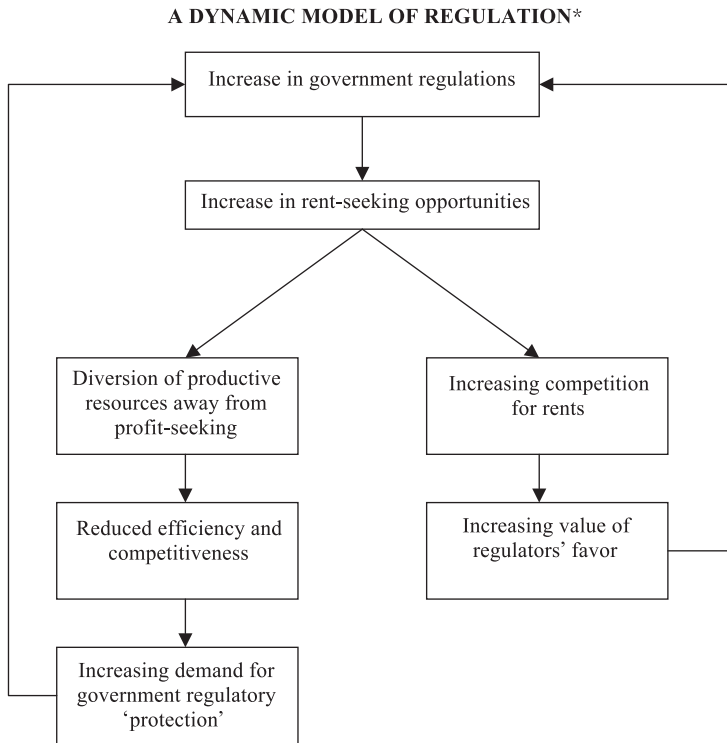 A DYNAMIC MODEL OF REGULATION*
Increase in government regulations
Increase in rent-seeking opportunities
Diversion of productive
resources away from
profit-seeking
Increasing competition
for rents
Reduced efficiency and
competitiveness
Increasing value of
regulators’ favor
Increasing demand for
government regulatory
‘protection’